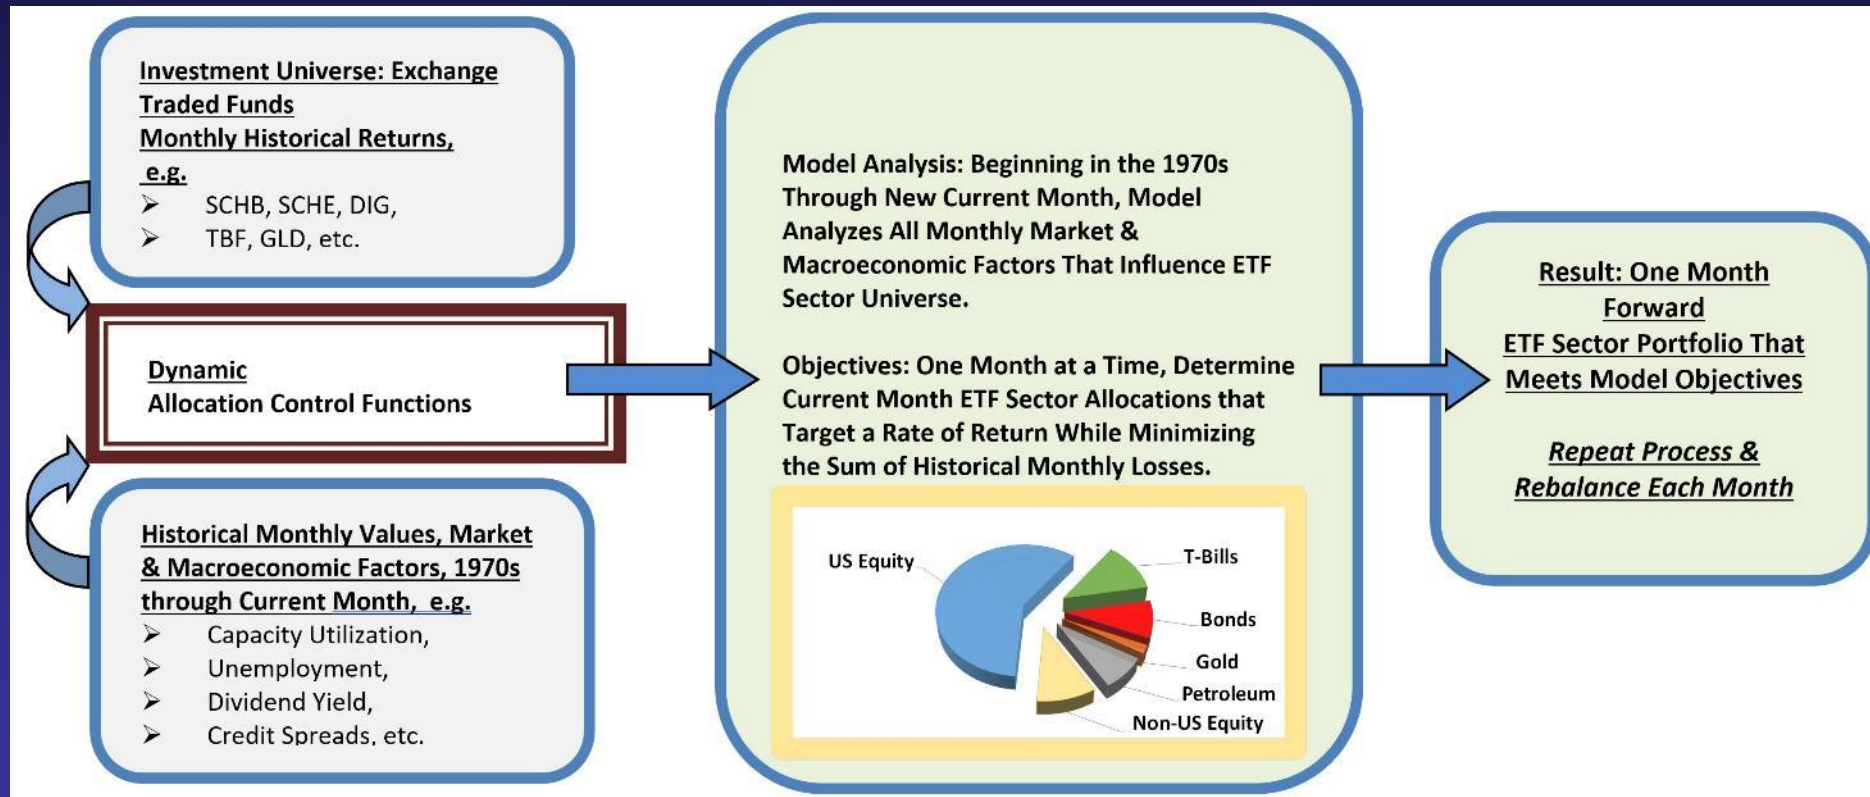 Investment Universe: Exchange
Traded Funds
Monthly Historical Returns,
e.g.
➢ SCHB, SCHE, DIG,
➢ TBF, GLD, etc.
Dynamic
Allocation Control Functions
Historical Monthly Values, Market
& Macroeconomic Factors, 1970s
through Current Month, e.g.
➢ Capacity Utilization,
➢ Unemployment,
➢ Dividend Yield,
➢ Credit Spreads, etc.
Model Analysis: Beginning in the 1970s
Through New Current Month, Model
Analyzes All Monthly Market &
Macroeconomic Factors That Influence ETF
Sector Universe.
Objectives: One Month at a Time, Determine
Current Month ETF Sector Allocations that
Target a Rate of Return While Minimizing
the Sum of Historical Monthly Losses.
US Equity
T-Bills
Bonds
Gold
Petroleum
Non-US Equity
Result: One Month
Forward
ETF Sector Portfolio That
Meets Model Objectives
Repeat Process &
Rebalance Each Month